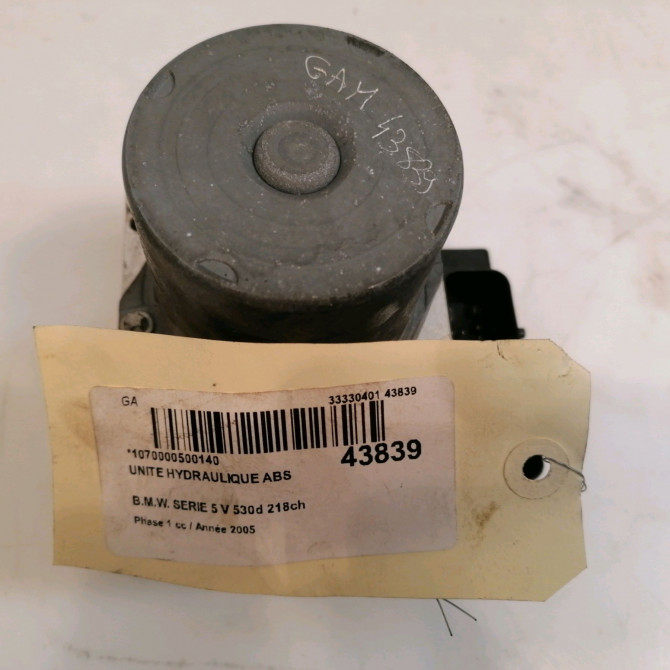 GAM
43839
GA
33330401 43839
*1070000500140
43839
UNITE HYDRAULIQUE ABS
B.M.W. SERIE 5 V 530d 218ch
Phase 1 cc / Année 2005